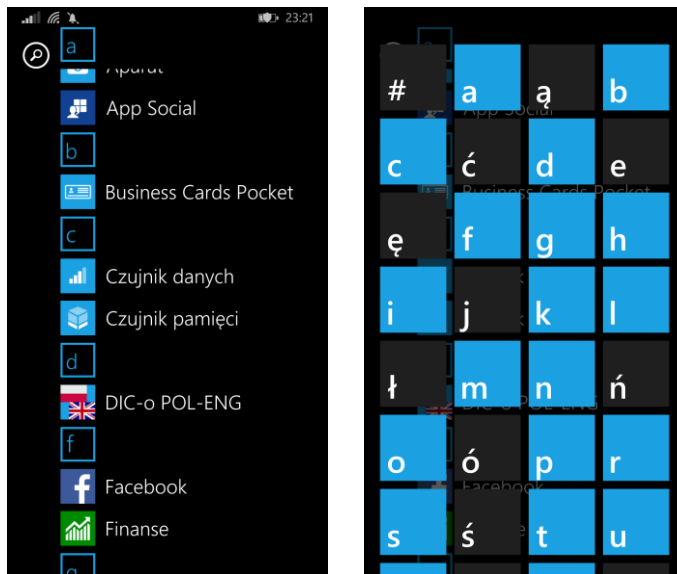 23:21
a
Aparat
App Social
b
Business Cards Pocket
c
Czujnik danych
Czujnik pamięci
d
DIC-o POL-ENG
f
Facebook
Finanse
g
# a ą b
c ć d e
ę f g h
i j k l
ł m n ń
o ó p r
s ś t u